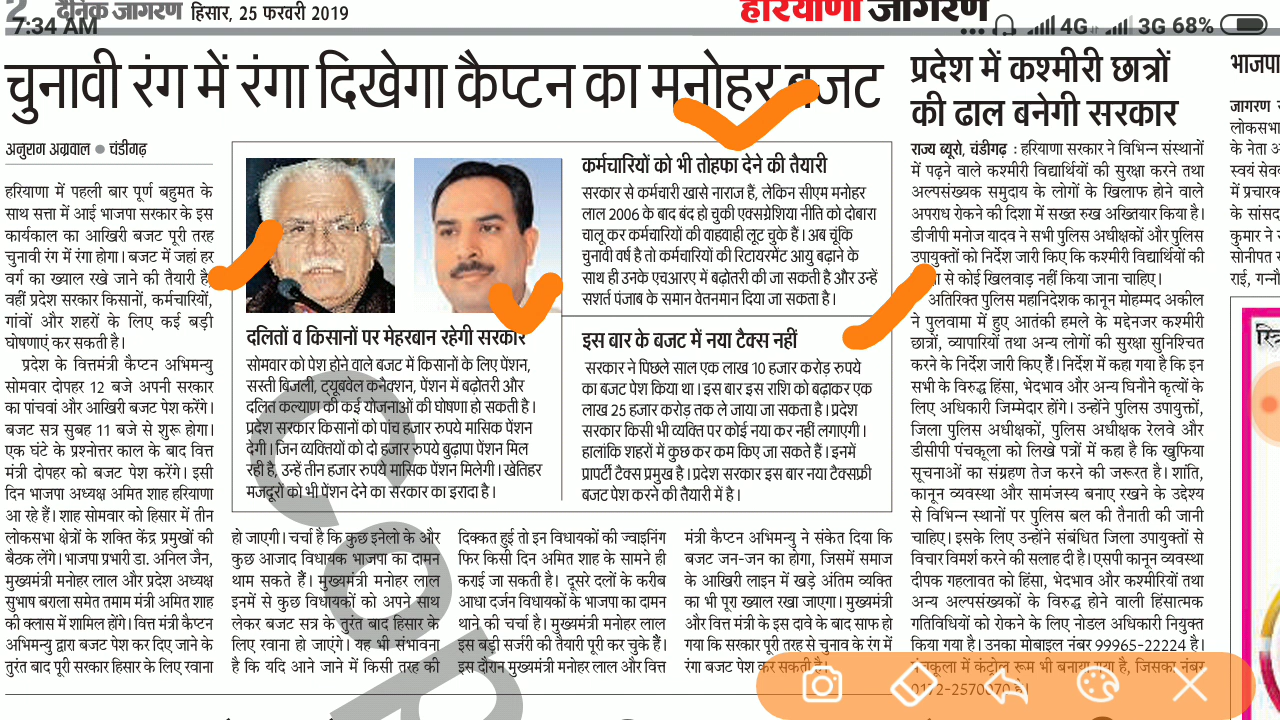 2 दैनिक जागरण हिसार, 25 फरवरी 2019
हरियाणा जागरण
7:34 AM
4G 3G 68%
चुनावी रंग में रंगा दिखेगा कैप्टन का मनोहर बजट
अनुराग अग्रवाल ● चंडीगढ़
हरियाणा में पहली बार पूर्ण बहुमत के
साथ सत्ता में आई भाजपा सरकार के इस
कार्यकाल का आखिरी बजट पूरी तरह
चुनावी रंग में रंगा होगा। बजट में जहां हर
वर्ग का ख्याल रखे जाने की तैयारी है,
वहीं प्रदेश सरकार किसानों, कर्मचारियों,
गांवों और शहरों के लिए कई बड़ी
घोषणाएं कर सकती है।
प्रदेश के वित्तमंत्री कैप्टन अभिमन्यु
सोमवार दोपहर 12 बजे अपनी सरकार
का पांचवां और आखिरी बजट पेश करेंगे।
बजट सत्र सुबह 11 बजे से शुरू होगा।
एक घंटे के प्रश्नोत्तर काल के बाद वित्त
मंत्री दोपहर को बजट पेश करेंगे। इसी
दिन भाजपा अध्यक्ष अमित शाह हरियाणा
आ रहे हैं। शाह सोमवार को हिसार में तीन
लोकसभा क्षेत्रों के शक्ति केंद्र प्रमुखों की
बैठक लेंगे। भाजपा प्रभारी डा. अनिल जैन,
मुख्यमंत्री मनोहर लाल और प्रदेश अध्यक्ष
सुभाष बराला समेत तमाम मंत्री अमित शाह
की क्लास में शामिल होंगे। वित्त मंत्री कैप्टन
अभिमन्यु द्वारा बजट पेश कर दिए जाने के
तुरंत बाद पूरी सरकार हिसार के लिए रवाना
दलितों व किसानों पर मेहरबान रहेगी सरकार
सोमवार को पेश होने वाले बजट में किसानों के लिए पेंशन,
सस्ती बिजली, ट्यूबवेल कनेक्शन, पेंशन में बढ़ोतरी और
दलित कल्याण की कई योजनाओं की घोषणा हो सकती है।
प्रदेश सरकार किसानों को पांच हजार रुपये मासिक पेंशन
देगी। जिन व्यक्तियों को दो हजार रुपये बुढ़ापा पेंशन मिल
रही है, उन्हें तीन हजार रुपये मासिक पेंशन मिलेगी। खेतिहर
मजदूरों को भी पेंशन देने का सरकार का इरादा है।
कर्मचारियों को भी तोहफा देने की तैयारी
सरकार से कर्मचारी खासे नाराज हैं, लेकिन सीएम मनोहर
लाल 2006 के बाद बंद हो चुकी एक्सग्रेशिया नीति को दोबारा
चालू कर कर्मचारियों की वाहवाही लूट चुके हैं। अब चूंकि
चुनावी वर्ष है तो कर्मचारियों की रिटायरमेंट आयु बढ़ाने के
साथ ही उनके एचआरए में बढ़ोतरी की जा सकती है और उन्हें
सशर्त पंजाब के समान वेतनमान दिया जा सकता है।
इस बार के बजट में नया टैक्स नहीं
सरकार ने पिछले साल एक लाख 10 हजार करोड़ रुपये
का बजट पेश किया था। इस बार इस राशि को बढ़ाकर एक
लाख 25 हजार करोड़ तक ले जाया जा सकता है। प्रदेश
सरकार किसी भी व्यक्ति पर कोई नया कर नहीं लगाएगी।
हालांकि शहरों में कुछ कर कम किए जा सकते हैं। इनमें
प्रापर्टी टैक्स प्रमुख है। प्रदेश सरकार इस बार नया टैक्सफ्री
बजट पेश करने की तैयारी में है।
हो जाएगी। चर्चा है कि कुछ इनेलो के और
कुछ आजाद विधायक भाजपा का दामन
थाम सकते हैं। मुख्यमंत्री मनोहर लाल
इनमें से कुछ विधायकों को अपने साथ
लेकर बजट सत्र के तुरंत बाद हिसार के
लिए रवाना हो जाएंगे। यह भी संभावना
है कि यदि आने जाने में किसी तरह की
दिक्कत हुई तो इन विधायकों की ज्वाइनिंग
फिर किसी दिन अमित शाह के सामने ही
कराई जा सकती है। दूसरे दलों के करीब
आधा दर्जन विधायकों के भाजपा का दामन
थाने की चर्चा है। मुख्यमंत्री मनोहर लाल
इस बड़ी सर्जरी की तैयारी पूरी कर चुके हैं।
इस दौरान मुख्यमंत्री मनोहर लाल और वित्त
मंत्री कैप्टन अभिमन्यु ने संकेत दिया कि
बजट जन-जन का होगा, जिसमें समाज
के आखिरी लाइन में खड़े अंतिम व्यक्ति
का भी पूरा ख्याल रखा जाएगा। मुख्यमंत्री
और वित्त मंत्री के इस दावे के बाद साफ हो
गया कि सरकार पूरी तरह से चुनाव के रंग में
रंगा बजट पेश कर सकती है।
प्रदेश में कश्मीरी छात्रों
की ढाल बनेगी सरकार
राज्य ब्यूरो, चंडीगढ़ : हरियाणा सरकार ने विभिन्न संस्थानों
में पढ़ने वाले कश्मीरी विद्यार्थियों की सुरक्षा करने तथा
अल्पसंख्यक समुदाय के लोगों के खिलाफ होने वाले
अपराध रोकने की दिशा में सख्त रुख अख्तियार किया है।
डीजीपी मनोज यादव ने सभी पुलिस अधीक्षकों और पुलिस
उपायुक्तों को निर्देश जारी किए कि कश्मीरी विद्यार्थियों की
से कोई खिलवाड़ नहीं किया जाना चाहिए।
अतिरिक्त पुलिस महानिदेशक कानून मोहम्मद अकील
ने पुलवामा में हुए आतंकी हमले के मद्देनजर कश्मीरी
छात्रों, व्यापारियों तथा अन्य लोगों की सुरक्षा सुनिश्चित
करने के निर्देश जारी किए हैं। निर्देश में कहा गया है कि इन
सभी के विरुद्ध हिंसा, भेदभाव और अन्य घिनौने कृत्यों के
लिए अधिकारी जिम्मेदार होंगे। उन्होंने पुलिस उपायुक्तों,
जिला पुलिस अधीक्षकों, पुलिस अधीक्षक रेलवे और
डीसीपी पंचकूला को लिखे पत्रों में कहा है कि खुफिया
सूचनाओं का संग्रहण तेज करने की जरूरत है। शांति,
कानून व्यवस्था और सामंजस्य बनाए रखने के उद्देश्य
से विभिन्न स्थानों पर पुलिस बल की तैनाती की जानी
चाहिए। इसके लिए उन्होंने संबंधित जिला उपायुक्तों से
विचार विमर्श करने की सलाह दी है। एसपी कानून व्यवस्था
दीपक गहलावत को हिंसा, भेदभाव और कश्मीरियों तथा
अन्य अल्पसंख्यकों के विरुद्ध होने वाली हिंसात्मक
गतिविधियों को रोकने के लिए नोडल अधिकारी नियुक्त
किया गया है। उनका मोबाइल नंबर 99965-22224 है।
पंचकूला में कंट्रोल रूम भी बनाया गया है, जिसका नंबर
0172-2570070 है।
भाजपा
जागरण
लोकसभा
के नेता
स्वयं सेव
में प्रचार
के सांसद
कुमार ने
सोनीपत
राई, गन्नौ